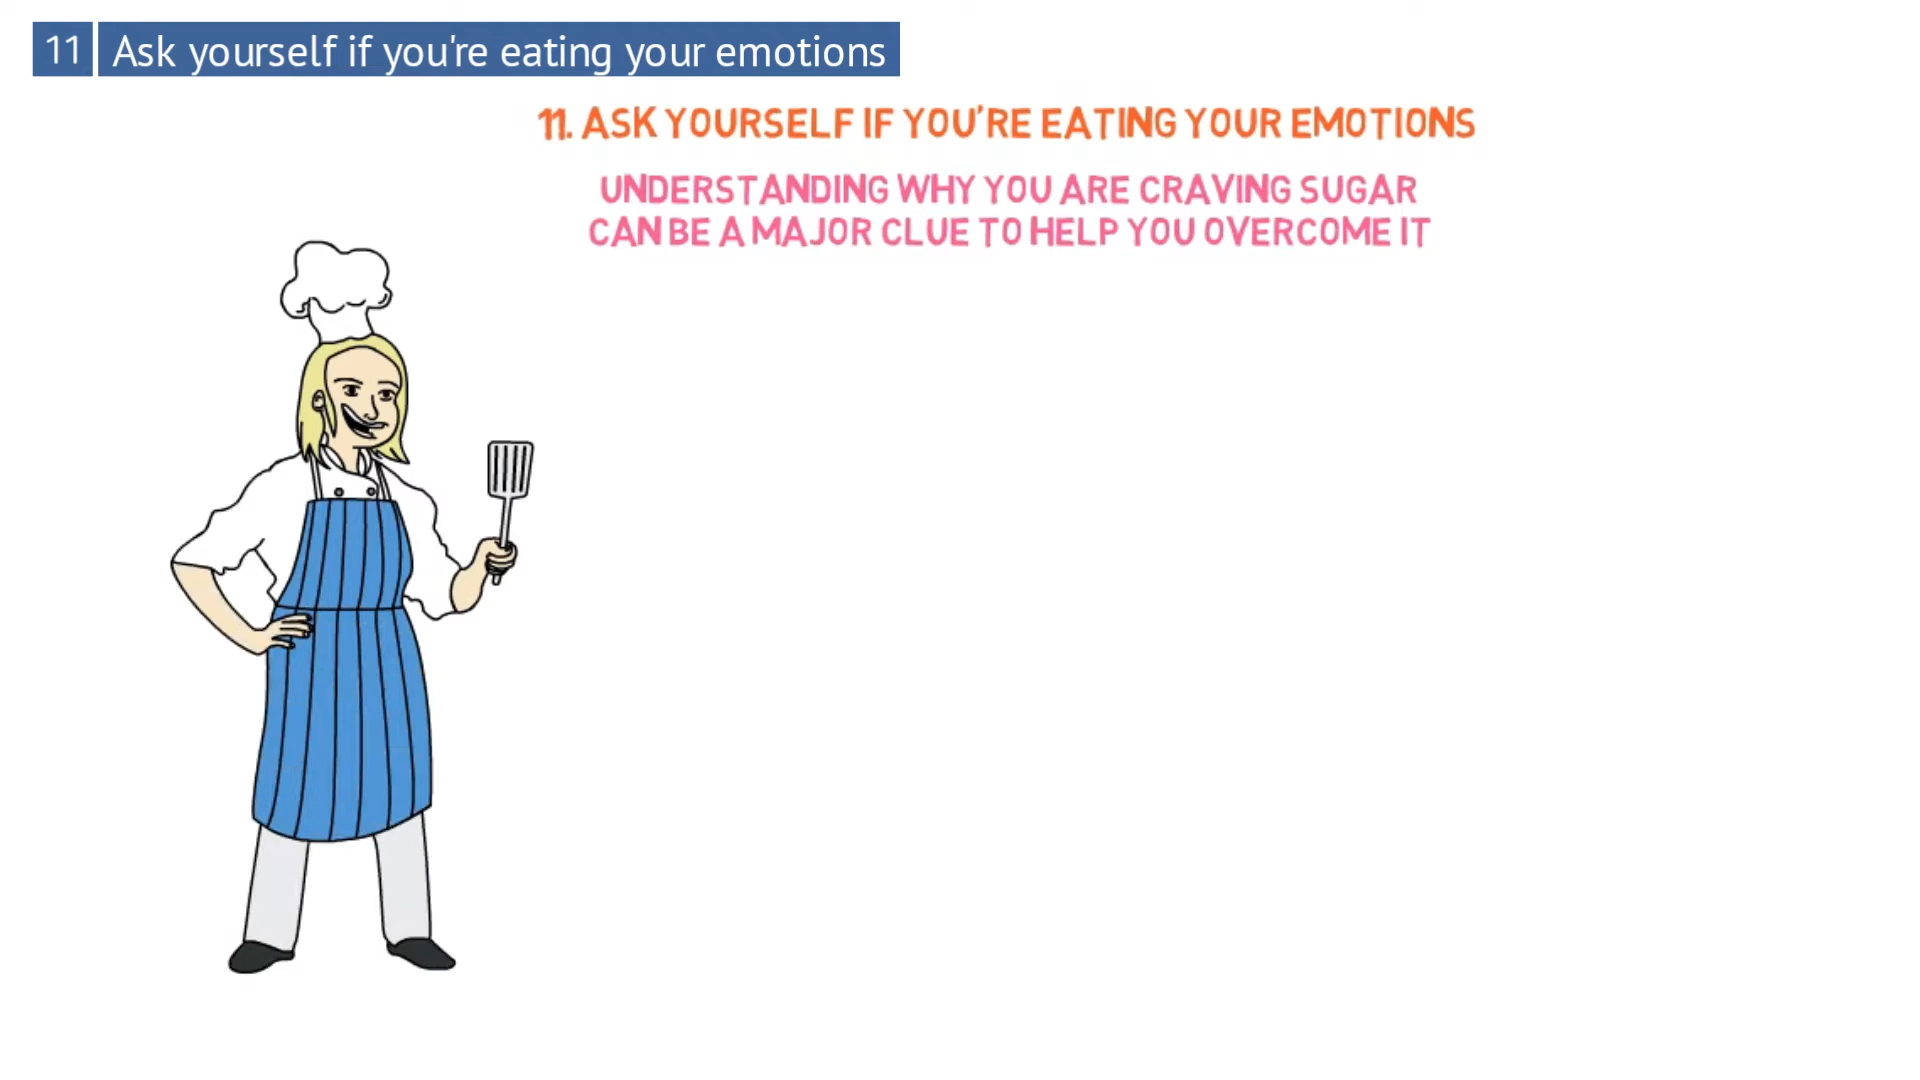 11 Ask yourself if you're eating your emotions
11. ASK YOURSELF IF YOU'RE EATING YOUR EMOTIONS
UNDERSTANDING WHY YOU ARE CRAVING SUGAR
CAN BE A MAJOR CLUE TO HELP YOU OVERCOME IT